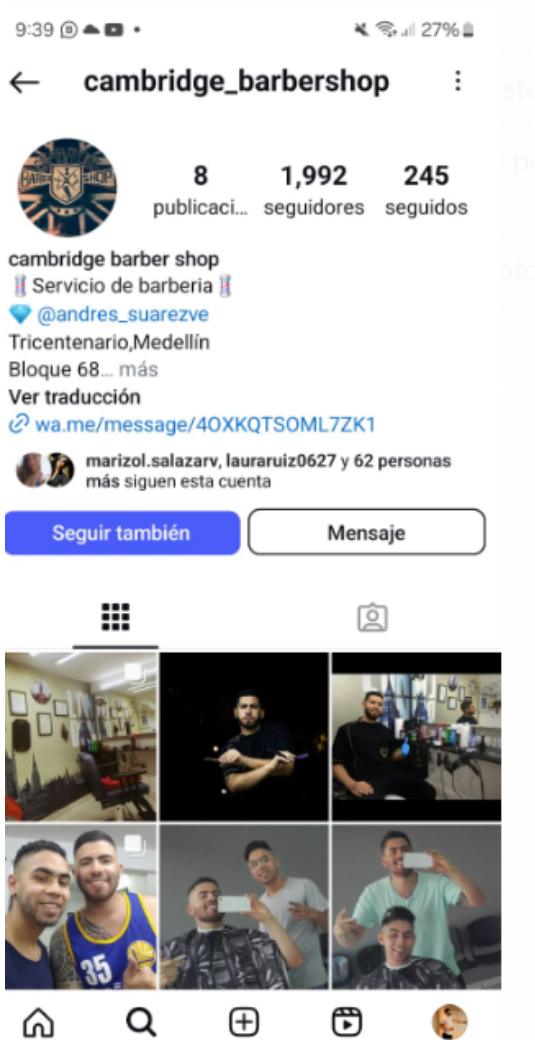 9:39 27%
cambridge_barbershop
8 1,992 245
publicaci... seguidores seguidos
BARBER SHOP
cambridge barber shop
Servicio de barberia
@andres_suarezve
Tricentenario,Medellín
Bloque 68... más
Ver traducción
wa.me/message/4OXKQTSOML7ZK1
marizol.salazarv, lauraruiz0627 y 62 personas
más siguen esta cuenta
Seguir también Mensaje
35